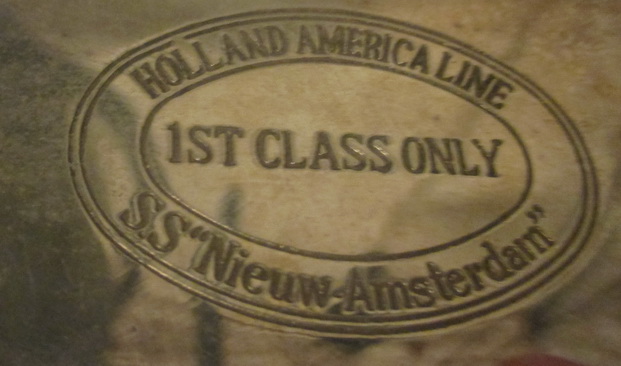 HOLLAND AMERICA LINE
1ST CLASS ONLY
S.S "Nieuw-Amsterdam"